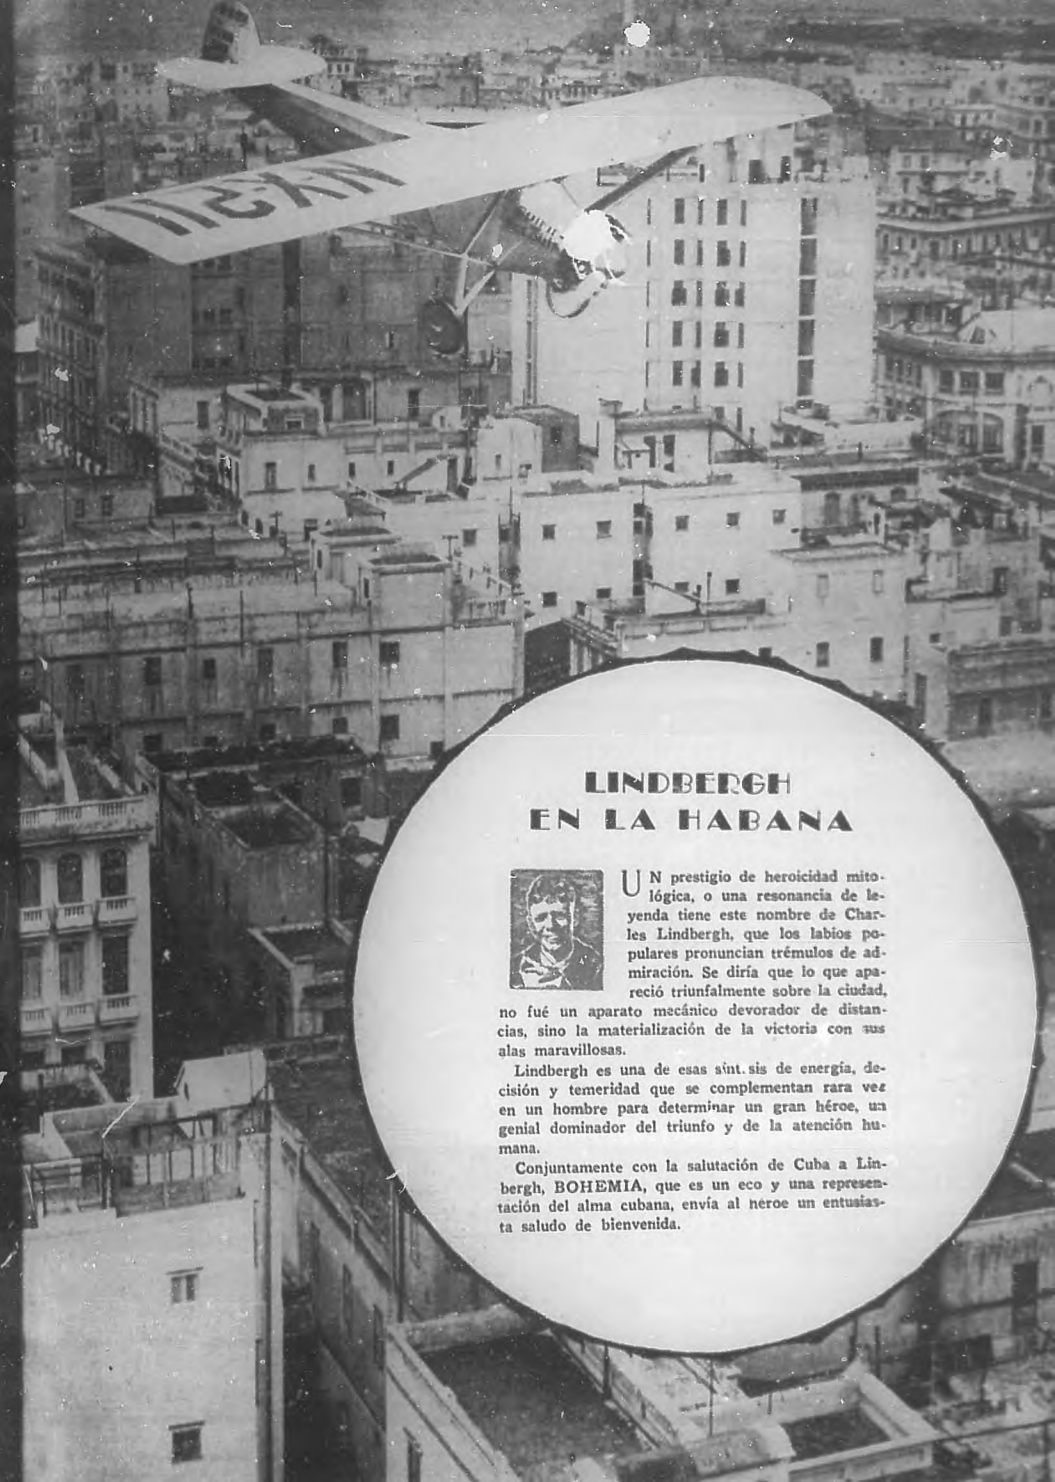 N-X-211
LINDBERGH
EN LA HABANA
UN prestigio de heroicidad mito-
lógica, o una resonancia de le-
yenda tiene este nombre de Char-
les Lindbergh, que los labios po-
pulares pronuncian trémulos de ad-
miración. Se diría que lo que apa-
reció triunfalmente sobre la ciudad,
no fué un aparato mecánico devorador de distan-
cias, sino la materialización de la victoria con sus
alas maravillosas.
Lindbergh es una de esas sínt.sis de energía, de-
cisión y temeridad que se complementan rara vez
en un hombre para determinar un gran héroe, un
genial dominador del triunfo y de la atención hu-
mana.
Conjuntamente con la salutación de Cuba a Lin-
bergh, BOHEMIA, que es un eco y una represen-
tación del alma cubana, envía al héroe un entusias-
ta saludo de bienvenida.